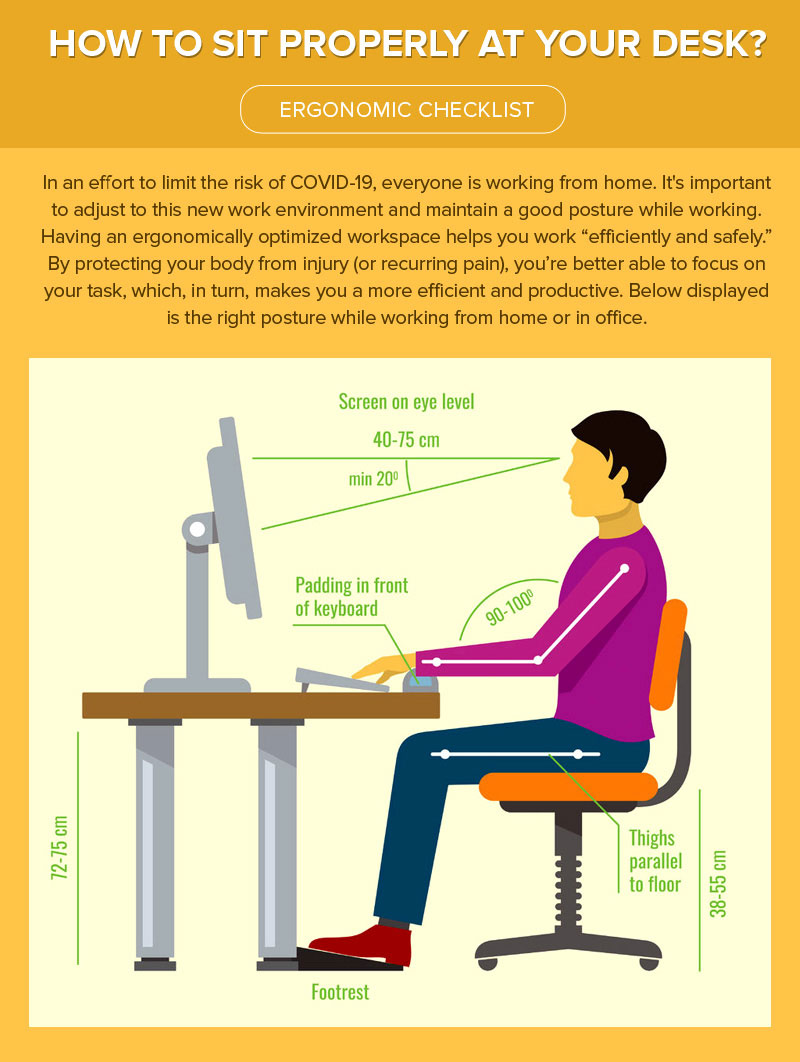 HOW TO SIT PROPERLY AT YOUR DESK?
ERGONOMIC CHECKLIST
In an effort to limit the risk of COVID-19, everyone is working from home. It's important
to adjust to this new work environment and maintain a good posture while working.
Having an ergonomically optimized workspace helps you work “efficiently and safely.”
By protecting your body from injury (or recurring pain), you’re better able to focus on
your task, which, in turn, makes you a more efficient and productive. Below displayed
is the right posture while working from home or in office.
Screen on eye level
40-75 cm
min 20⁰
Padding in front
of keyboard
90-100⁰
72-75 cm
Thighs
parallel
to floor
38-55 cm
Footrest